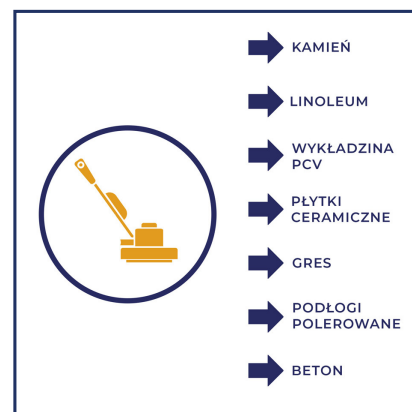 KAMIEŃ
LINOLEUM
WYKŁADZINA
PCV
PŁYTKI
CERAMICZNE
GRES
PODŁOGI
POLEROWANE
BETON